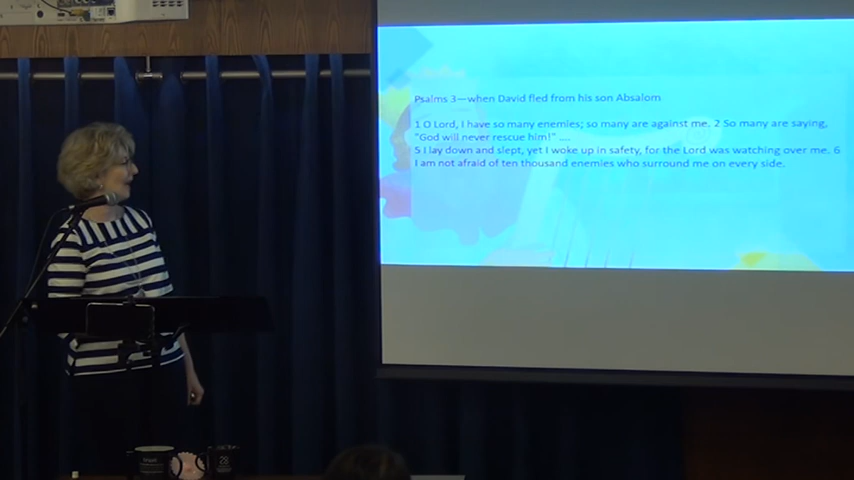 Psalms 3—when David fled from his son Absalom
1 O Lord, I have so many enemies; so many are against me. 2 So many are saying,
"God will never rescue him!" ....
5 I lay down and slept, yet I woke up in safety, for the Lord was watching over me. 6
I am not afraid of ten thousand enemies who surround me on every side.